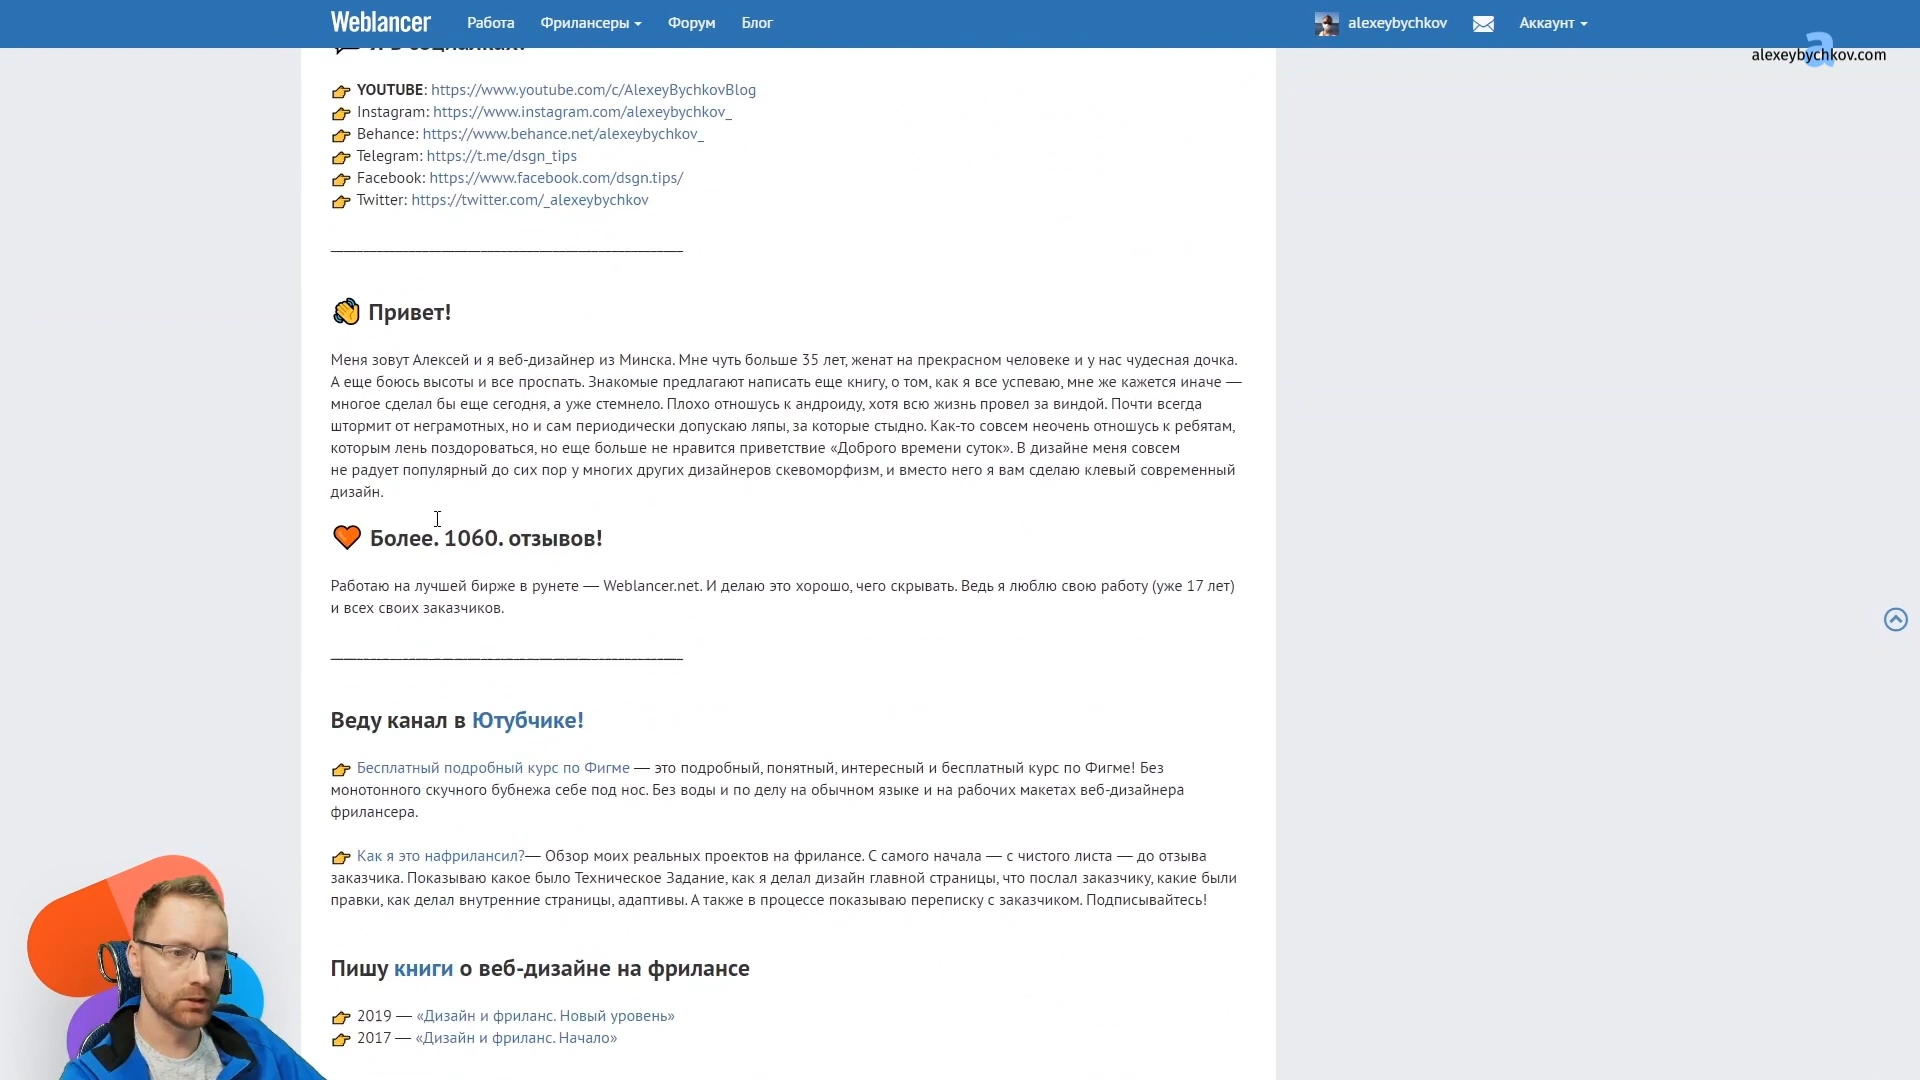 Weblancer Работа Фрилансеры Форум Блог alexeybychkov Аккаунт
alexeybychkov.com
Я в социалках!
YOUTUBE: https://www.youtube.com/c/AlexeyBychkovBlog
Instagram: https://www.instagram.com/alexeybychkov_
Behance: https://www.behance.net/alexeybychkov_
Telegram: https://t.me/dsgn_tips
Facebook: https://www.facebook.com/dsgn.tips/
Twitter: https://twitter.com/_alexeybychkov
Привет!
Меня зовут Алексей и я веб-дизайнер из Минска. Мне чуть больше 35 лет, женат на прекрасном человеке и у нас чудесная дочка.
А еще боюсь высоты и все проспать. Знакомые предлагают написать еще книгу, о том, как я все успеваю, мне же кажется иначе —
многое сделал бы еще сегодня, а уже стемнело. Плохо отношусь к андроиду, хотя всю жизнь провел за виндой. Почти всегда
штормит от неграмотных, но и сам периодически допускаю ляпы, за которые стыдно. Как-то совсем неочень отношусь к ребятам,
которым лень поздороваться, но еще больше не нравится приветствие «Доброго времени суток». В дизайне меня совсем
не радует популярный до сих пор у многих других дизайнеров скевоморфизм, и вместо него я вам сделаю клевый современный
дизайн.
Более. 1060. отзывов!
Работаю на лучшей бирже в рунете — Weblancer.net. И делаю это хорошо, чего скрывать. Ведь я люблю свою работу (уже 17 лет)
и всех своих заказчиков.
Веду канал в Ютубчике!
Бесплатный подробный курс по Фигме — это подробный, понятный, интересный и бесплатный курс по Фигме! Без
монотонного скучного бубнежа себе под нос. Без воды и по делу на обычном языке и на рабочих макетах веб-дизайнера
фрилансера.
Как я это нафрилансил?— Обзор моих реальных проектов на фрилансе. С самого начала — с чистого листа — до отзыва
заказчика. Показываю какое было Техническое Задание, как я делал дизайн главной страницы, что послал заказчику, какие были
правки, как делал внутренние страницы, адаптивы. А также в процессе показываю переписку с заказчиком. Подписывайтесь!
Пишу книги о веб-дизайне на фрилансе
2019 — «Дизайн и фриланс. Новый уровень»
2017 — «Дизайн и фриланс. Начало»